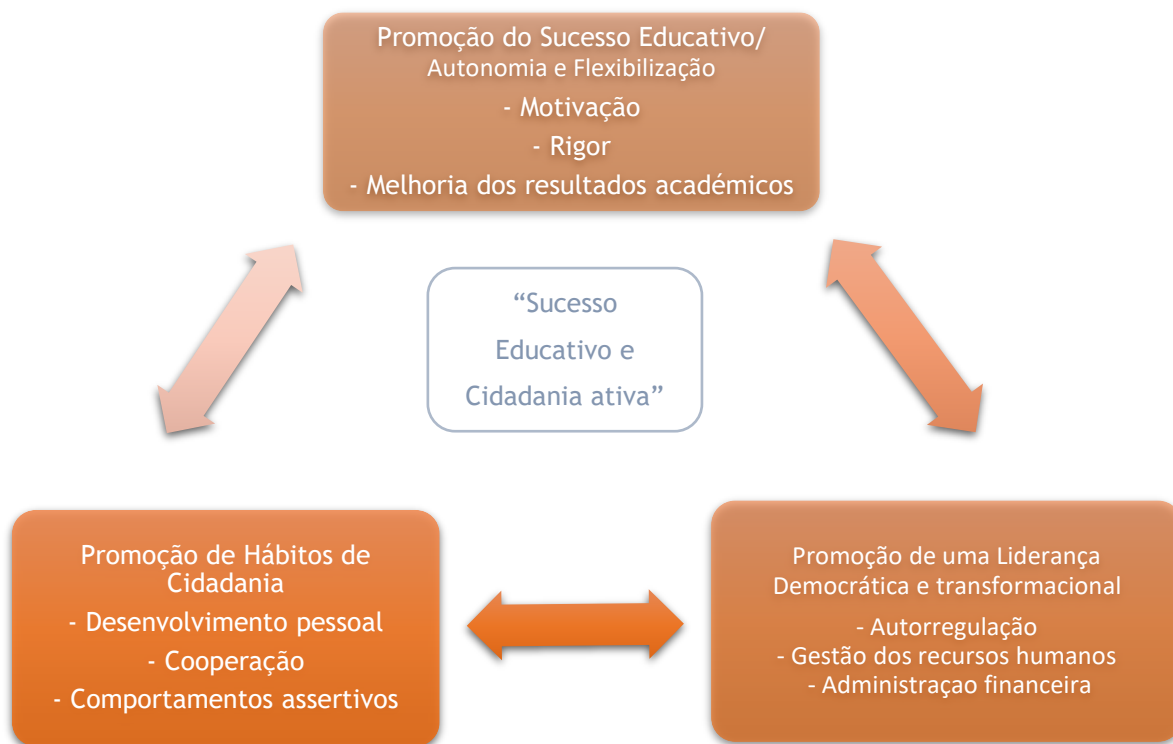 Promoção do Sucesso Educativo/
Autonomia e Flexibilização
- Motivação
- Rigor
- Melhoria dos resultados académicos
“Sucesso
Educativo e
Cidadania ativa”
Promoção de Hábitos de
Cidadania
- Desenvolvimento pessoal
- Cooperação
- Comportamentos assertivos
Promoção de uma Liderança
Democrática e transformacional
- Autorregulação
- Gestão dos recursos humanos
- Administraçao financeira